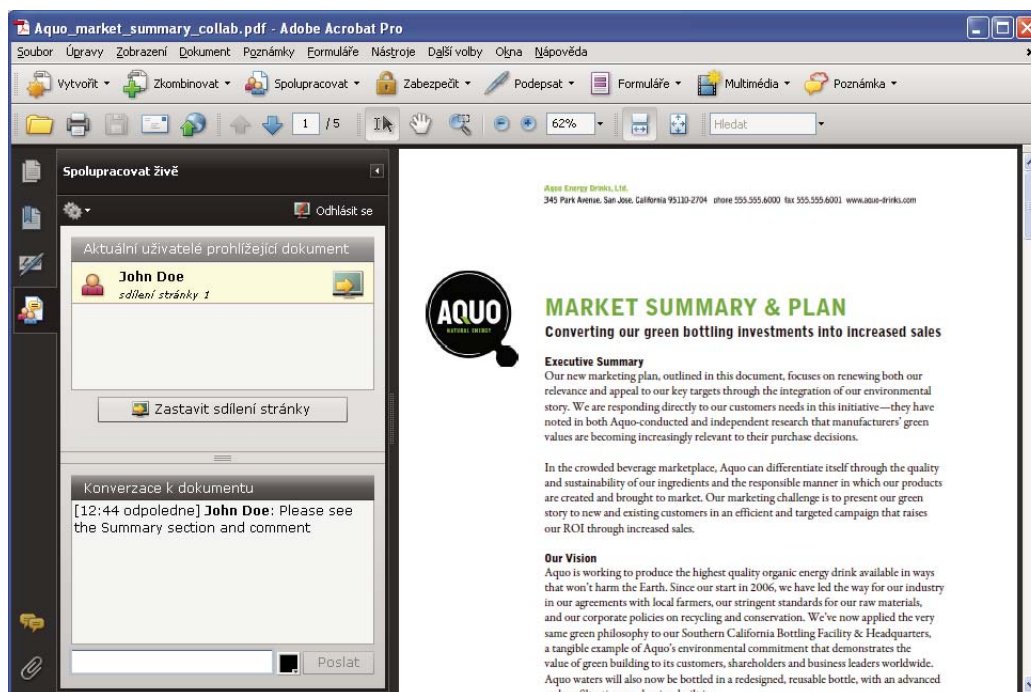 Aquo_market_summary_collab.pdf - Adobe Acrobat Pro
Soubor Úpravy Zobrazení Dokument Poznámky Formuláře Nástroje Další volby Okna Nápověda
Vytvořit Zkombinovat Spolupracovat Zabezpečit Podepsat Formuláře Multimédia Poznámka
1 /5 62% Hledat
Spolupracovat živě
Odhlásit se
Aktuální uživatelé prohlížející dokument
John Doe
sdílení stránky 1
Zastavit sdílení stránky
Konverzace k dokumentu
[12:44 odpoledne] John Doe: Please see
the Summary section and comment
Poslat
Aquo Energy Drinks, Ltd.
345 Park Avenue, San Jose, California 95110-2704 phone 555.555.6000 fax 555.555.6001 www.aquo-drinks.com
AQUO
NATURAL ENERGY
MARKET SUMMARY & PLAN
Converting our green bottling investments into increased sales
Executive Summary
Our new marketing plan, outlined in this document, focuses on renewing both our
relevance and appeal to our key targets through the integration of our environmental
story. We are responding directly to our customers needs in this initiative—they have
noted in both Aquo-conducted and independent research that manufacturers' green
values are becoming increasingly relevant to their purchase decisions.
In the crowded beverage marketplace, Aquo can differentiate itself through the quality
and sustainability of our ingredients and the responsible manner in which our products
are created and brought to market. Our marketing challenge is to present our green
story to new and existing customers in an efficient and targeted campaign that raises
our ROI through increased sales.
Our Vision
Aquo is working to produce the highest quality organic energy drink available in ways
that won't harm the Earth. Since our start in 2006, we have led the way for our industry
in our agreements with local farmers, our stringent standards for our raw materials,
and our corporate policies on recycling and conservation. We've now applied the very
same green philosophy to our Southern California Bottling Facility & Headquarters,
a tangible example of Aquo's environmental commitment that demonstrates the
value of green building to its customers, shareholders and business leaders worldwide.
Aquo waters will also now be bottled in a redesigned, reusable bottle, with an advanced